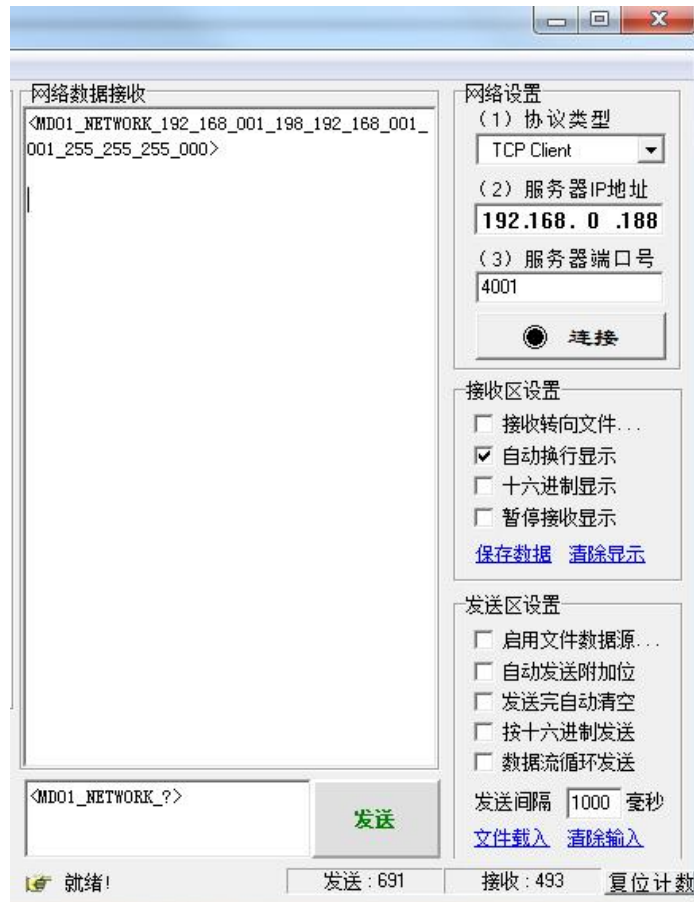 网络数据接收
<MD01_NETWORK_192_168_001_198_192_168_001_
001_255_255_255_000>
<MD01_NETWORK_?>
发送
网络设置
(1) 协议类型
TCP Client
(2) 服务器IP地址
192.168. 0 .188
(3) 服务器端口号
4001
连接
接收区设置
接收转向文件...
自动换行显示
十六进制显示
暂停接收显示
保存数据 清除显示
发送区设置
启用文件数据源...
自动发送附加位
发送完自动清空
按十六进制发送
数据流循环发送
发送间隔 1000 毫秒
文件载入 清除输入
就绪! 发送:691 接收:493 复位计数